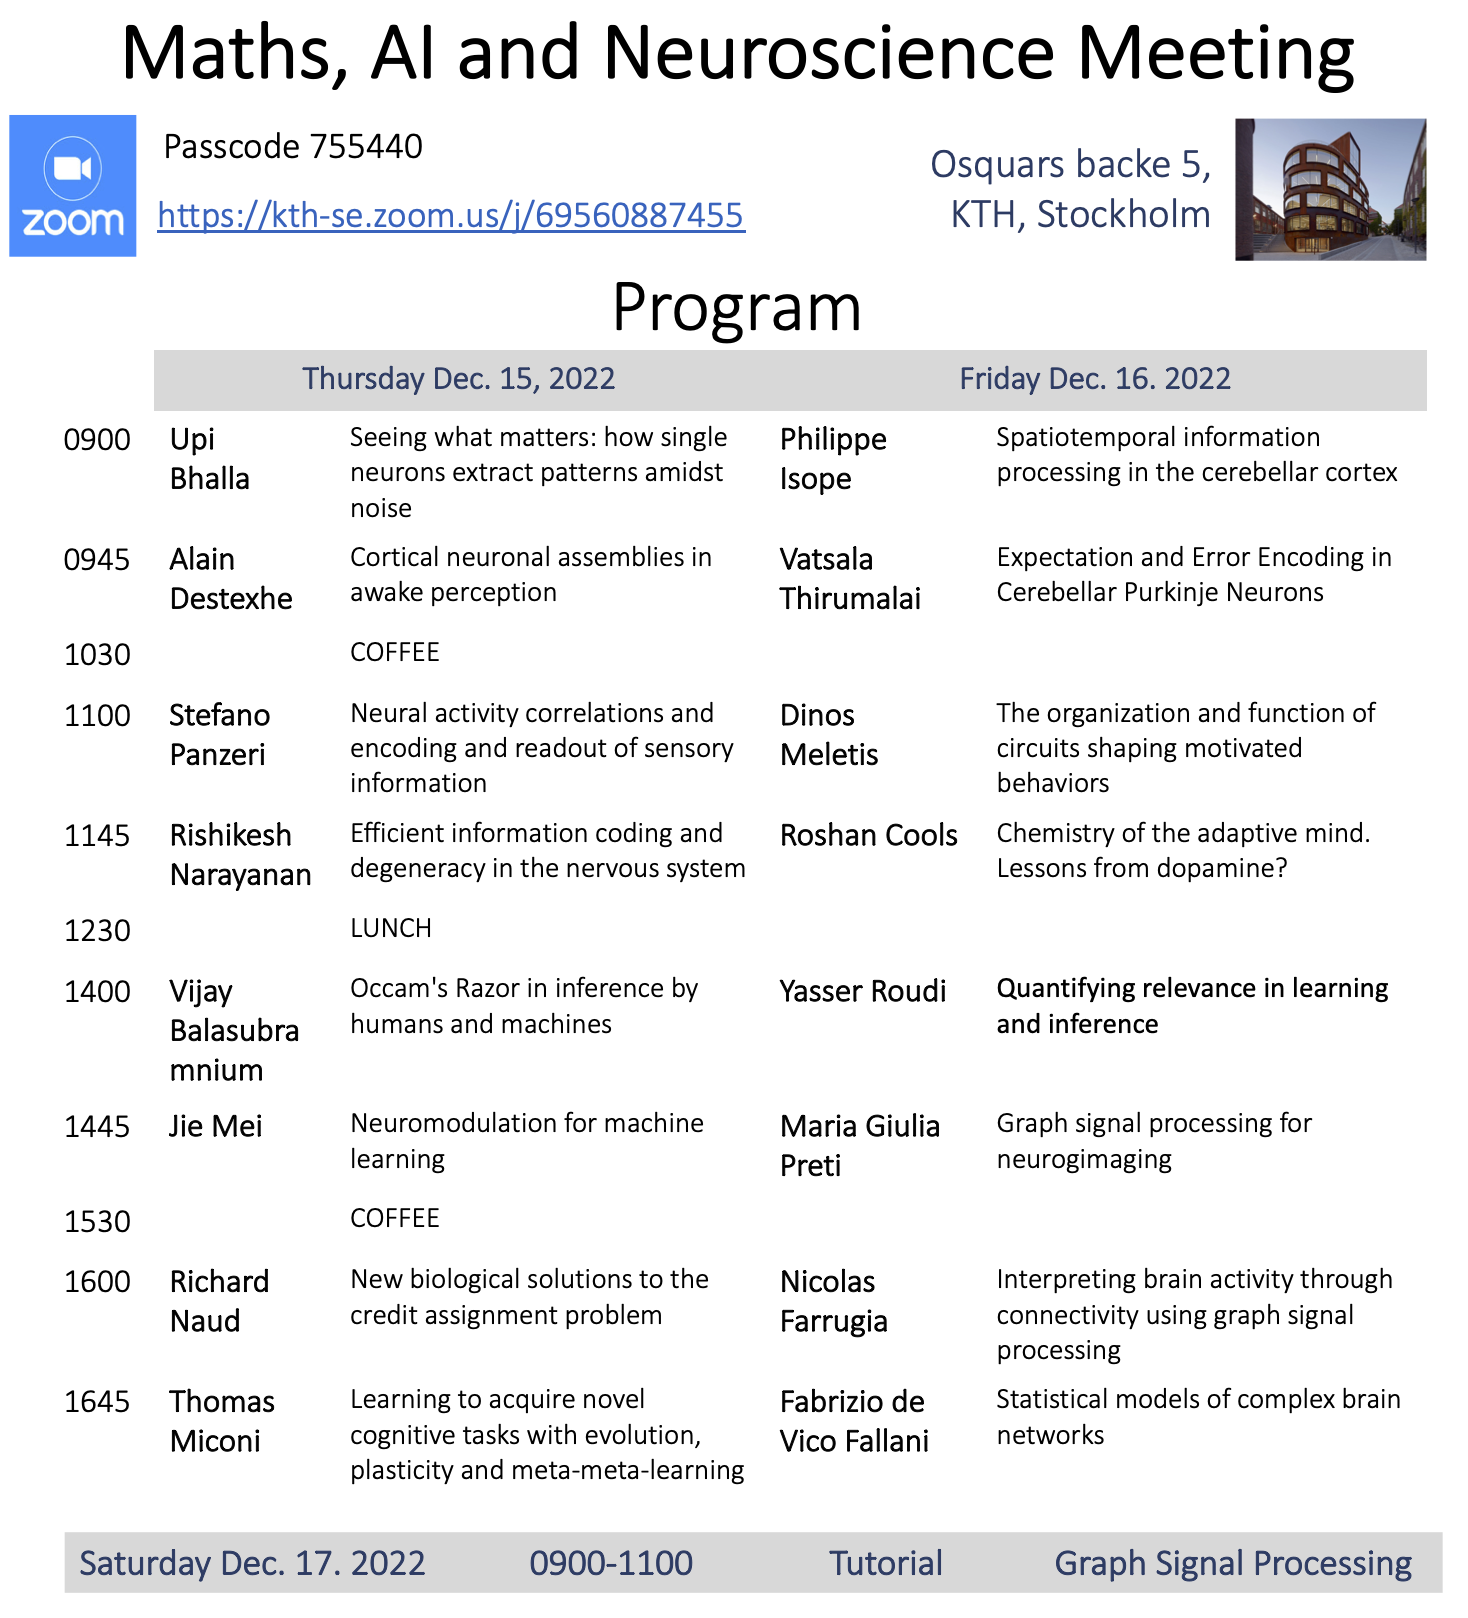 Maths, AI and Neuroscience Meeting
zoom
Passcode 755440
https://kth-se.zoom.us/j/69560887455
Osquars backe 5,
KTH, Stockholm
Program
Thursday Dec. 15, 2022
Friday Dec. 16. 2022
0900
Upi
Bhalla
Seeing what matters: how single
neurons extract patterns amidst
noise
Philippe
Isope
Spatiotemporal information
processing in the cerebellar cortex
0945
Alain
Destexhe
Cortical neuronal assemblies in
awake perception
Vatsala
Thirumalai
Expectation and Error Encoding in
Cerebellar Purkinje Neurons
1030
COFFEE
1100
Stefano
Panzeri
Neural activity correlations and
encoding and readout of sensory
information
Dinos
Meletis
The organization and function of
circuits shaping motivated
behaviors
1145
Rishikesh
Narayanan
Efficient information coding and
degeneracy in the nervous system
Roshan Cools
Chemistry of the adaptive mind.
Lessons from dopamine?
1230
LUNCH
1400
Vijay
Balasubra
mnium
Occam's Razor in inference by
humans and machines
Yasser Roudi
Quantifying relevance in learning
and inference
1445
Jie Mei
Neuromodulation for machine
learning
Maria Giulia
Preti
Graph signal processing for
neurogimaging
1530
COFFEE
1600
Richard
Naud
New biological solutions to the
credit assignment problem
Nicolas
Farrugia
Interpreting brain activity through
connectivity using graph signal
processing
1645
Thomas
Miconi
Learning to acquire novel
cognitive tasks with evolution,
plasticity and meta-meta-learning
Fabrizio de
Vico Fallani
Statistical models of complex brain
networks
Saturday Dec. 17. 2022
0900-1100
Tutorial
Graph Signal Processing